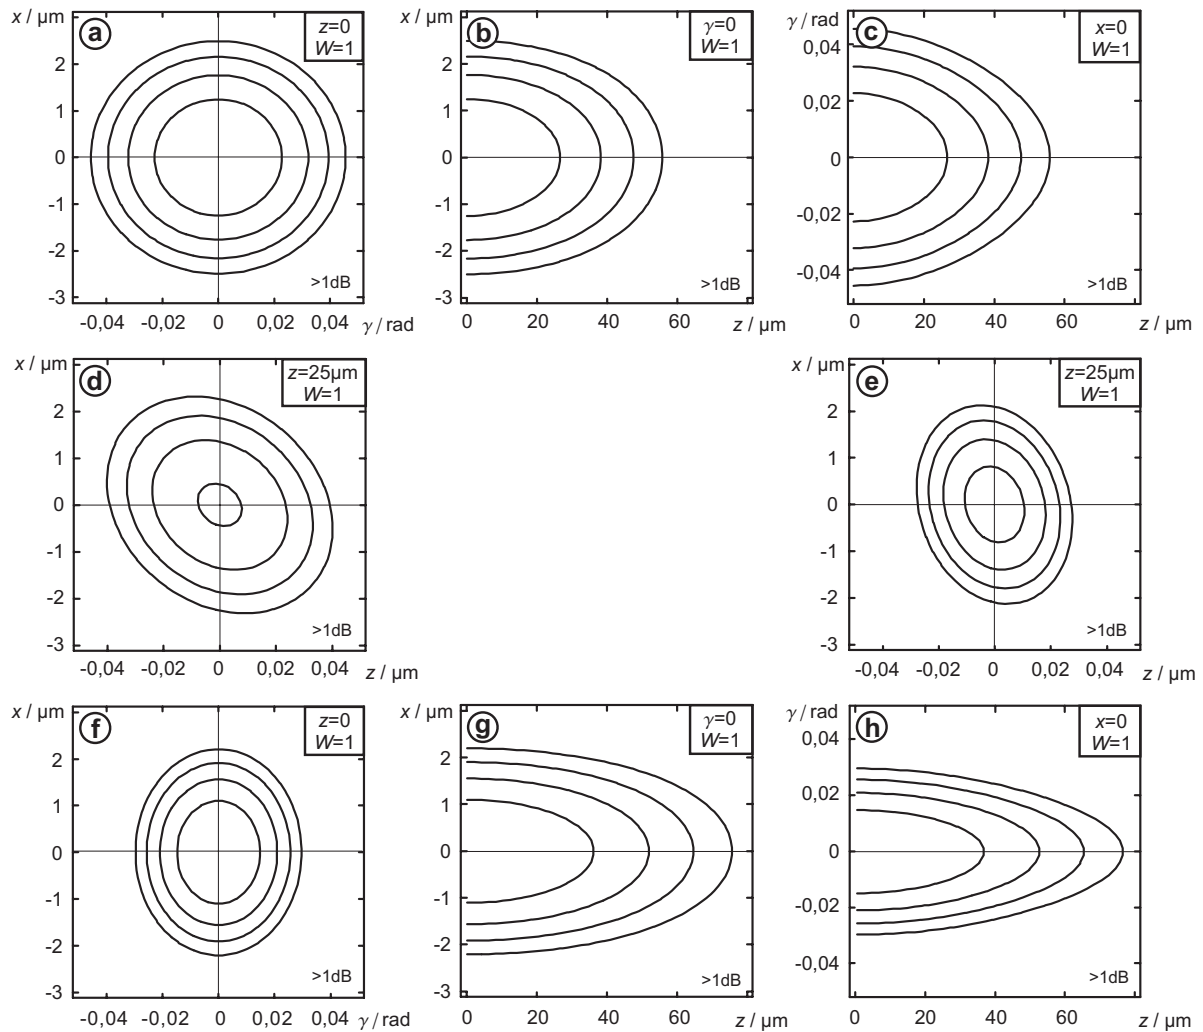 x / µm
a
z=0
W=1
2
1
0
-1
-2
-3
>1dB
-0,04
-0,02
0
0,02
0,04
γ / rad
x / µm
b
γ=0
W=1
2
1
0
-1
-2
-3
>1dB
0
20
40
60
z / µm
γ / rad
c
x=0
W=1
0,04
0,02
0
-0,02
-0,04
>1dB
0
20
40
60
z / µm
x / µm
d
z=25µm
W=1
2
1
0
-1
-2
-3
>1dB
-0,04
-0,02
0
0,02
0,04
z / µm
x / µm
e
z=25µm
W=1
2
1
0
-1
-2
-3
>1dB
-0,04
-0,02
0
0,02
0,04
z / µm
x / µm
f
z=0
W=1
2
1
0
-1
-2
-3
>1dB
-0,04
-0,02
0
0,02
0,04
γ / rad
x / µm
g
γ=0
W=1
2
1
0
-1
-2
-3
>1dB
0
20
40
60
z / µm
γ / rad
h
x=0
W=1
0,04
0,02
0
-0,02
-0,04
>1dB
0
20
40
60
z / µm